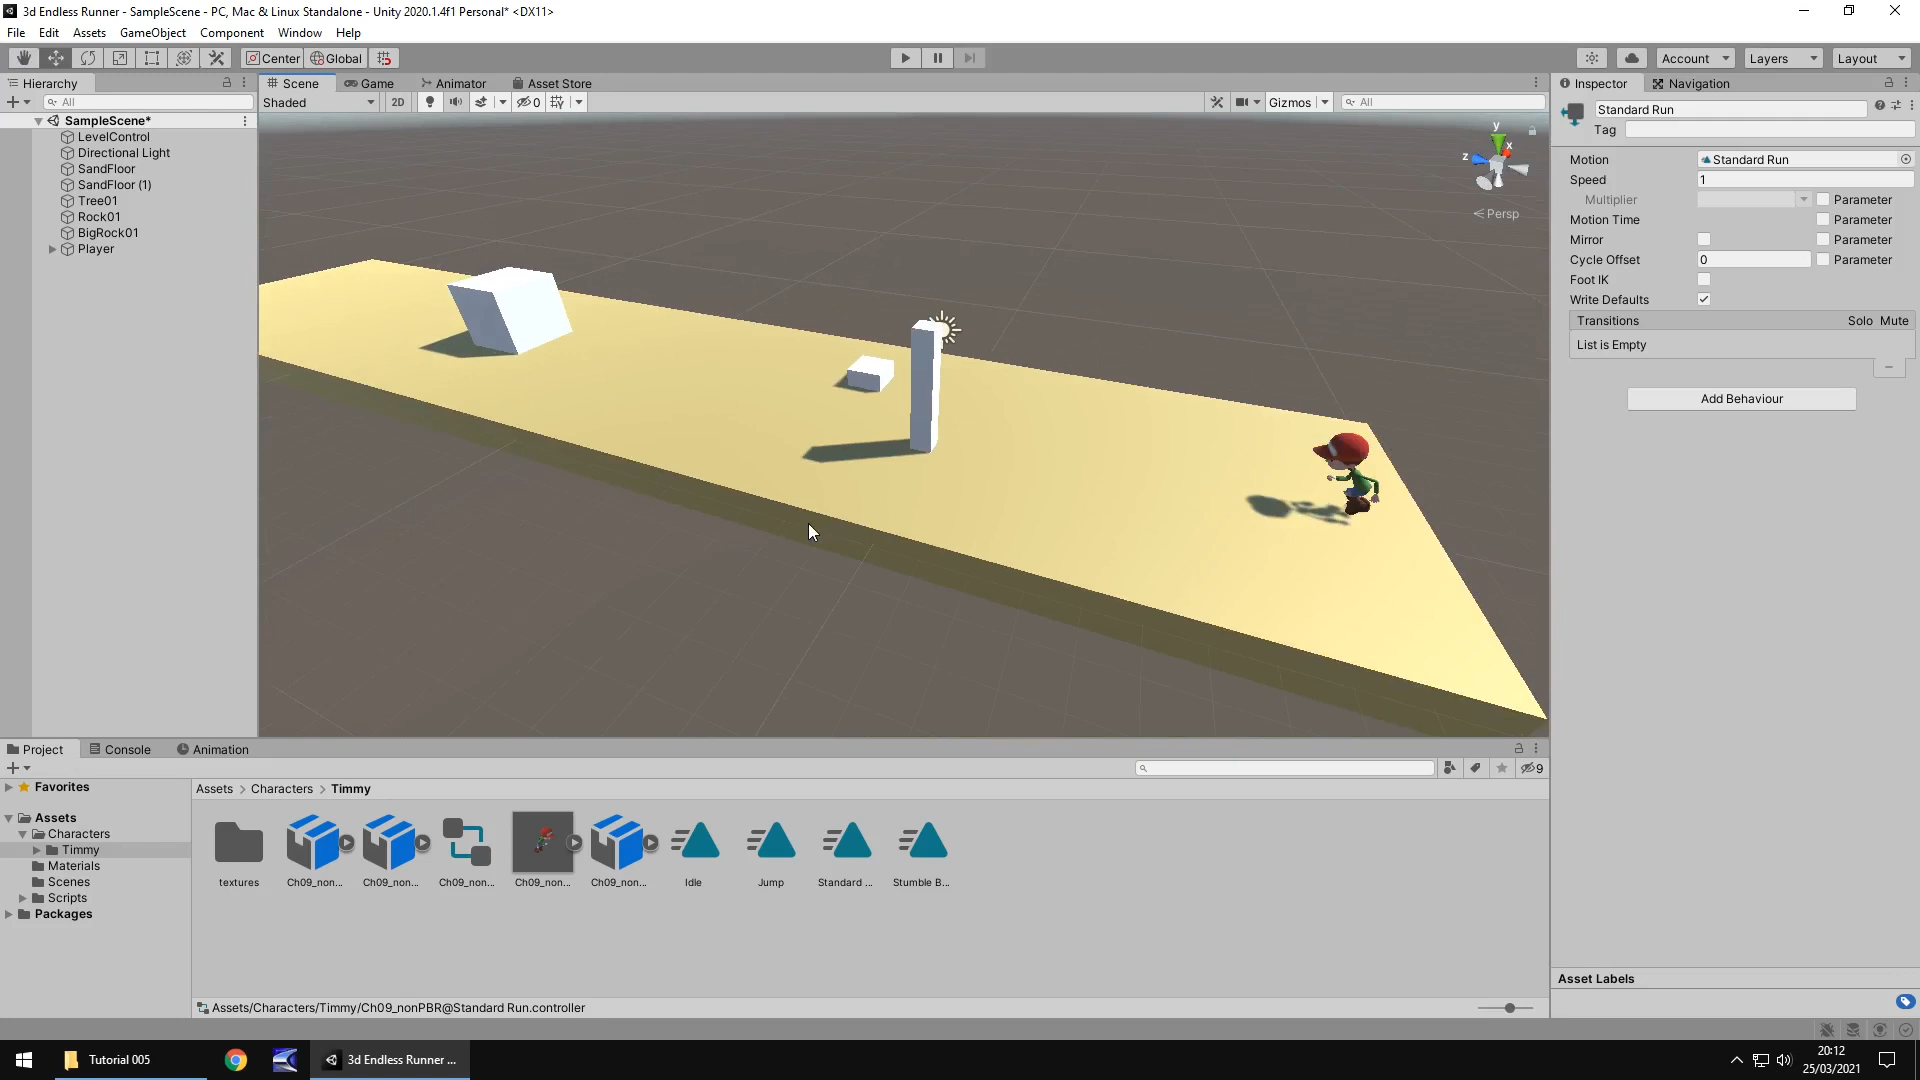 3d Endless Runner - SampleScene - PC, Mac & Linux Standalone - Unity 2020.1.4f1 Personal* <DX11>
File Edit Assets GameObject Component Window Help
Center Global Account Layers Layout
Hierarchy Scene Game Animator Asset Store Inspector Navigation
All Shaded 2D 0 Gizmos All Standard Run
Tag
SampleScene*
LevelControl
Directional Light
SandFloor
SandFloor (1)
Tree01
Rock01
BigRock01
Player
y
x
z
Persp
Motion Standard Run
Speed 1
Multiplier Parameter
Motion Time Parameter
Mirror Parameter
Cycle Offset 0 Parameter
Foot IK
Write Defaults
Transitions Solo Mute
List is Empty
Add Behaviour
Project Console Animation
9
Favorites
Assets
Characters
Timmy
Materials
Scenes
Scripts
Packages
Assets > Characters > Timmy
textures Ch09_non... Ch09_non... Ch09_non... Ch09_non... Ch09_non... Idle Jump Standard ... Stumble B...
Assets/Characters/Timmy/Ch09_nonPBR@Standard Run.controller
Asset Labels
Tutorial 005 3d Endless Runner ...
20:12
25/03/2021